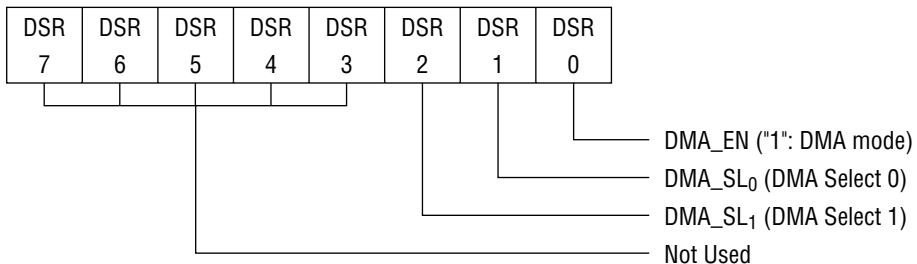 DSR DSR DSR DSR DSR DSR DSR DSR
7 6 5 4 3 2 1 0
DMA_EN ("1": DMA mode)
DMA_SL0 (DMA Select 0)
DMA_SL1 (DMA Select 1)
Not Used